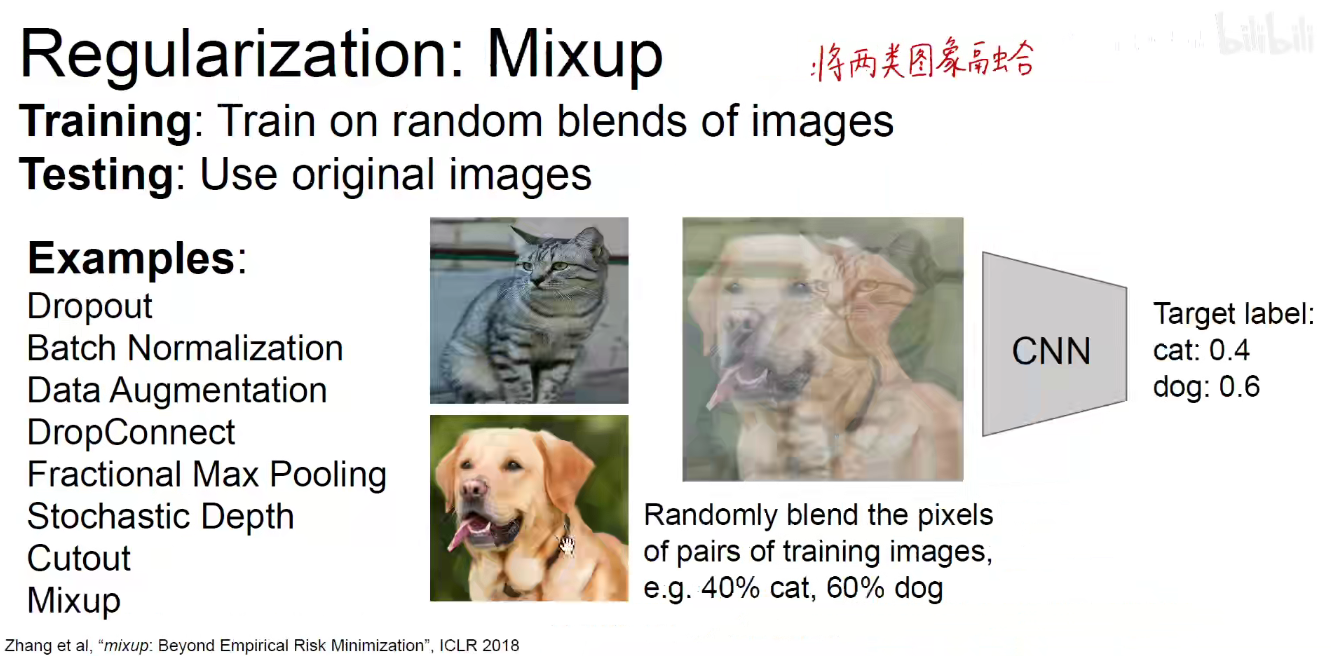 Regularization: Mixup
:将两类图象融合
bilibili
Training: Train on random blends of images
Testing: Use original images
Examples:
Dropout
Batch Normalization
Data Augmentation
DropConnect
Fractional Max Pooling
Stochastic Depth
Cutout
Mixup
CNN
Target label:
cat: 0.4
dog: 0.6
Randomly blend the pixels
of pairs of training images,
e.g. 40% cat, 60% dog
Zhang et al, “mixup: Beyond Empirical Risk Minimization”, ICLR 2018